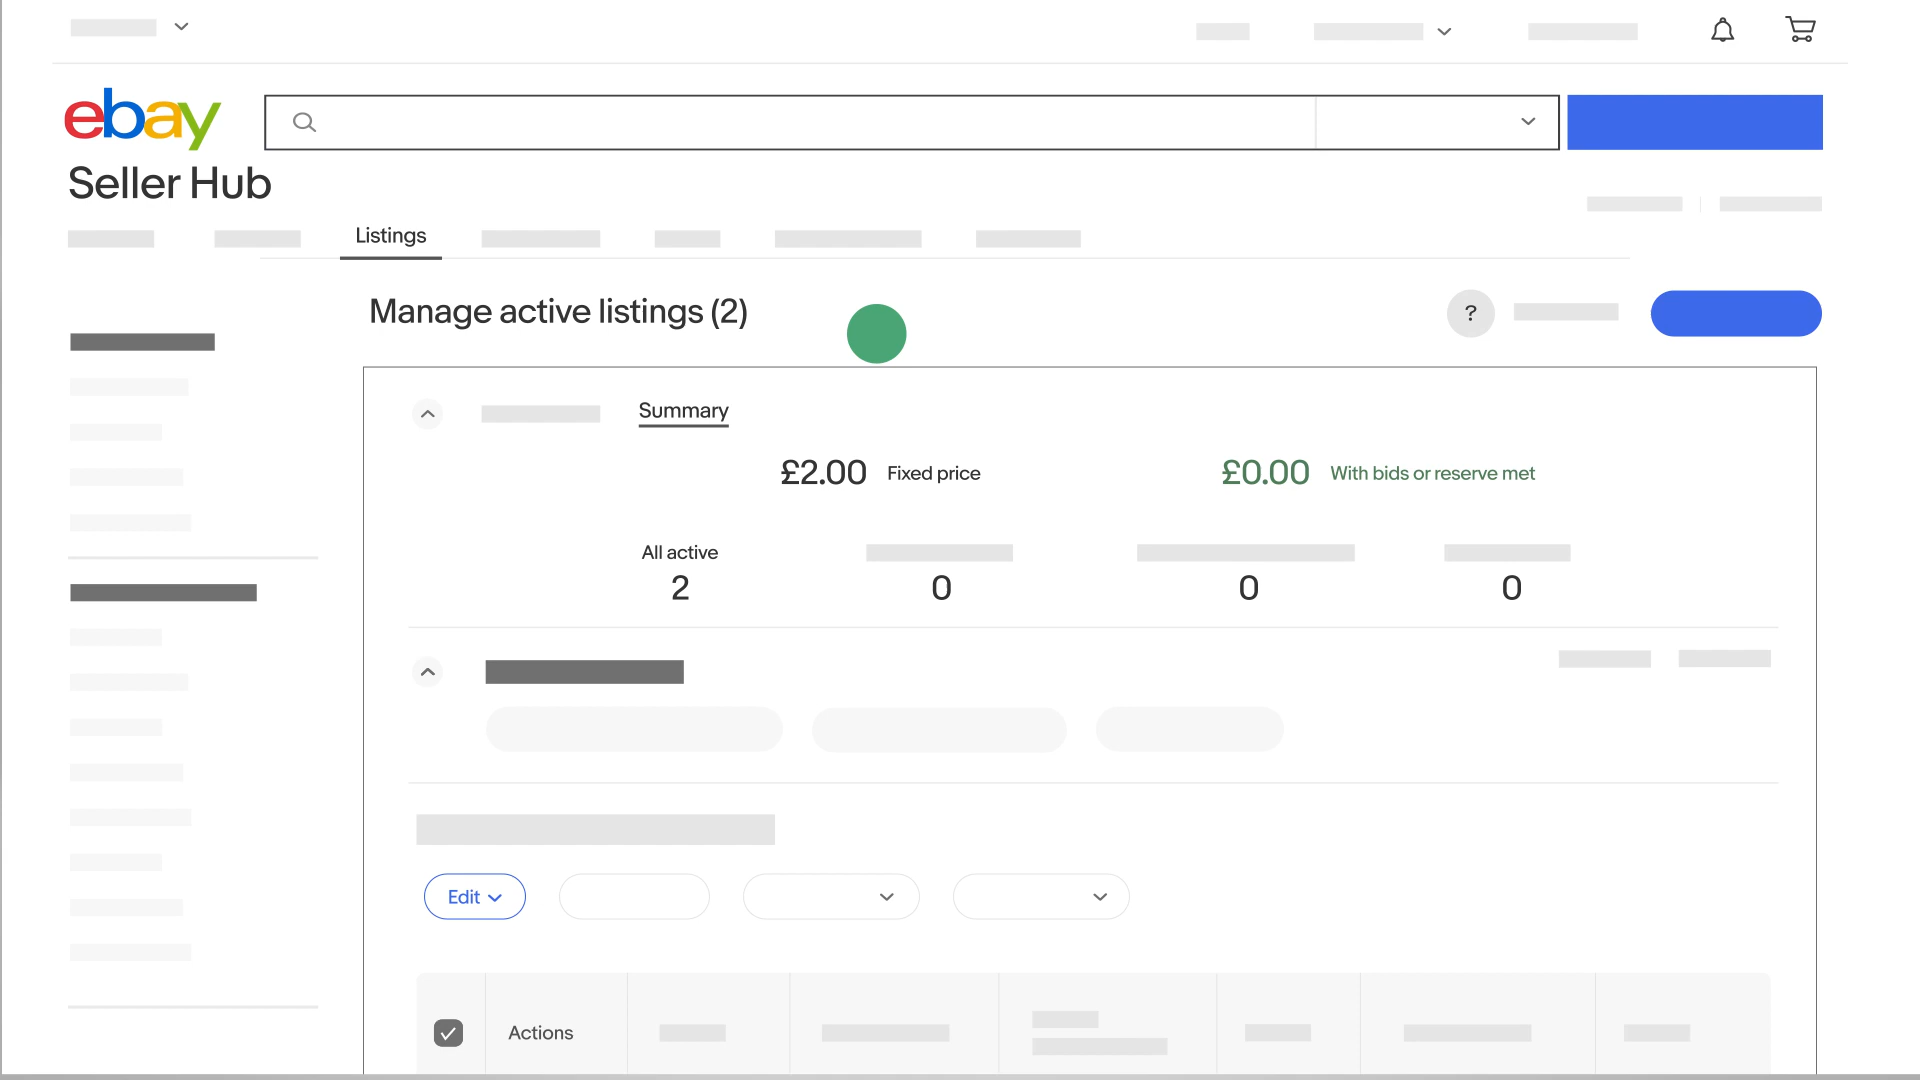 ebay
Seller Hub
Listings
Manage active listings (2)
?
Summary
£2.00 Fixed price
£0.00 With bids or reserve met
All active
2
0
0
0
Edit
Actions